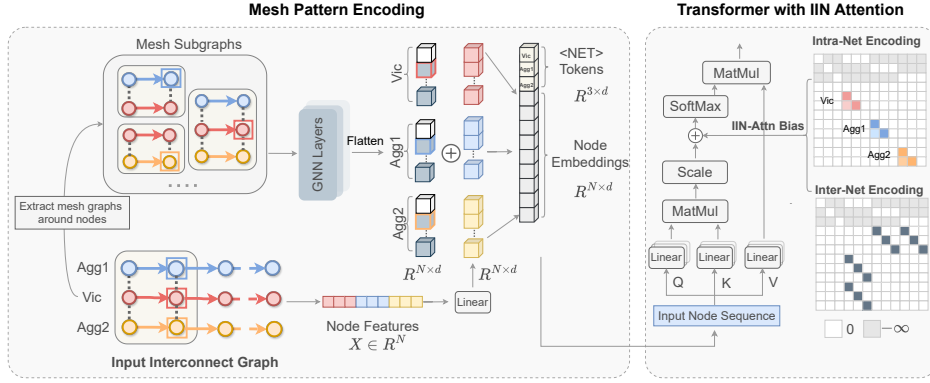 Mesh Pattern Encoding
Transformer with IIN Attention
Mesh Subgraphs
Extract mesh graphs
around nodes
GNN Layers
Flatten
Vic
Agg1
Agg2
R^{N×d}
R^{N×d}
Vic
Agg1
Agg2
<NET>
Tokens
R^{3×d}
Node
Embeddings
R^{N×d}
Agg1
Vic
Agg2
Input Interconnect Graph
Node Features
X ∈ R^N
Linear
MatMul
SoftMax
IIN-Attn Bias
Scale
MatMul
Linear
Linear
Linear
Q
K
V
Input Node Sequence
Intra-Net Encoding
Vic
Agg1
Agg2
Inter-Net Encoding
0
−∞